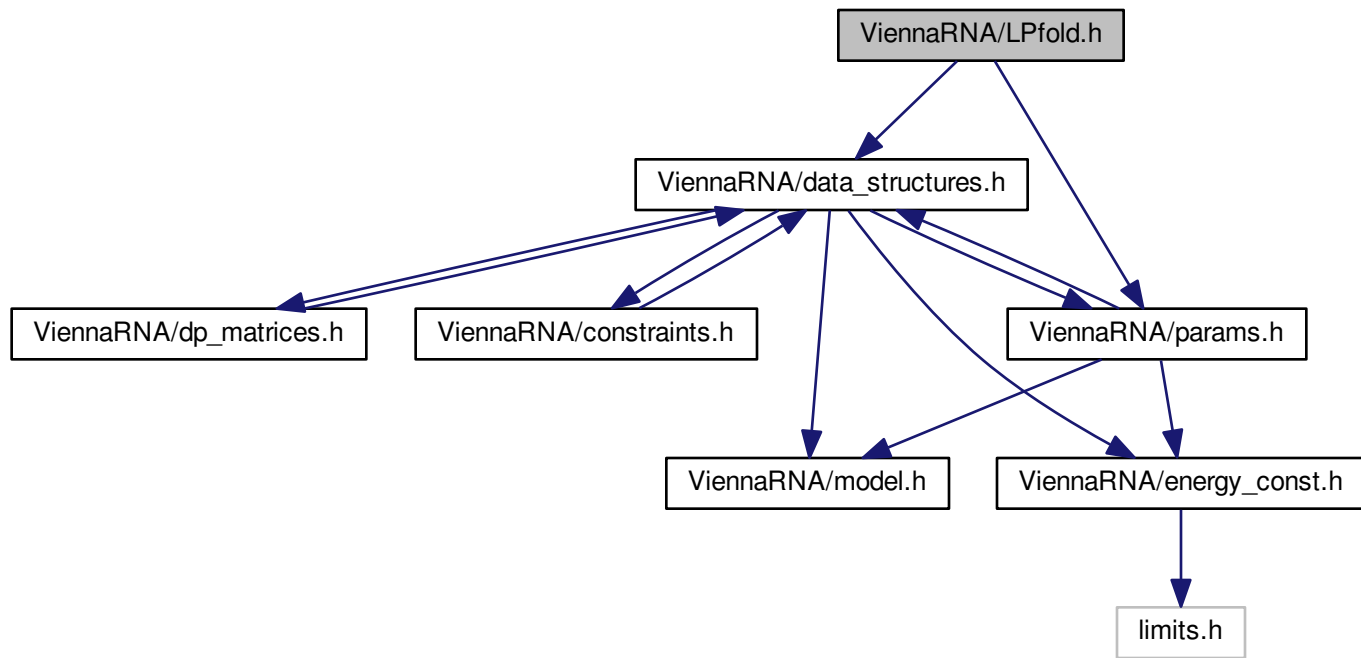 ViennaRNA/LPfold.h
ViennaRNA/data_structures.h
ViennaRNA/dp_matrices.h
ViennaRNA/constraints.h
ViennaRNA/params.h
ViennaRNA/model.h
ViennaRNA/energy_const.h
limits.h